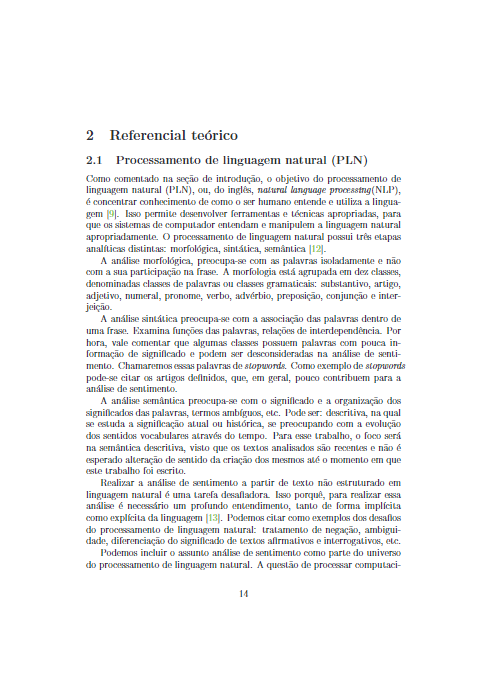 2 Referencial teórico
2.1 Processamento de linguagem natural (PLN)
Como comentado na seção de introdução, o objetivo do processamento de
linguagem natural (PLN), ou, do inglês, natural language processing(NLP),
é concentrar conhecimento de como o ser humano entende e utiliza a lingua-
gem [9]. Isso permite desenvolver ferramentas e técnicas apropriadas, para
que os sistemas de computador entendam e manipulem a linguagem natural
apropriadamente. O processamento de linguagem natural possui três etapas
analíticas distintas: morfológica, sintática, semântica [12].
A análise morfológica, preocupa-se com as palavras isoladamente e não
com a sua participação na frase. A morfologia está agrupada em dez classes,
denominadas classes de palavras ou classes gramaticais: substantivo, artigo,
adjetivo, numeral, pronome, verbo, advérbio, preposição, conjunção e inter-
jeição.
A análise sintática preocupa-se com a associação das palavras dentro de
uma frase. Examina funções das palavras, relações de interdependência. Por
hora, vale comentar que algumas classes possuem palavras com pouca in-
formação de significado e podem ser desconsideradas na análise de senti-
mento. Chamaremos essas palavras de stopwords. Como exemplo de stopwords
pode-se citar os artigos definidos, que, em geral, pouco contribuem para a
análise de sentimento.
A análise semântica preocupa-se com o significado e a organização dos
significados das palavras, termos ambíguos, etc. Pode ser: descritiva, na qual
se estuda a significação atual ou histórica, se preocupando com a evolução
dos sentidos vocabulares através do tempo. Para esse trabalho, o foco será
na semântica descritiva, visto que os textos analisados são recentes e não é
esperado alteração de sentido da criação dos mesmos até o momento em que
este trabalho foi escrito.
Realizar a análise de sentimento a partir de texto não estruturado em
linguagem natural é uma tarefa desafiadora. Isso porquê, para realizar essa
análise é necessário um profundo entendimento, tanto de forma implícita
como explícita da linguagem [13]. Podemos citar como exemplos dos desafios
do processamento de linguagem natural: tratamento de negação, ambigui-
dade, diferenciação do significado de textos afirmativos e interrogativos, etc.
Podemos incluir o assunto análise de sentimento como parte do universo
do processamento de linguagem natural. A questão de processar computaci-
14